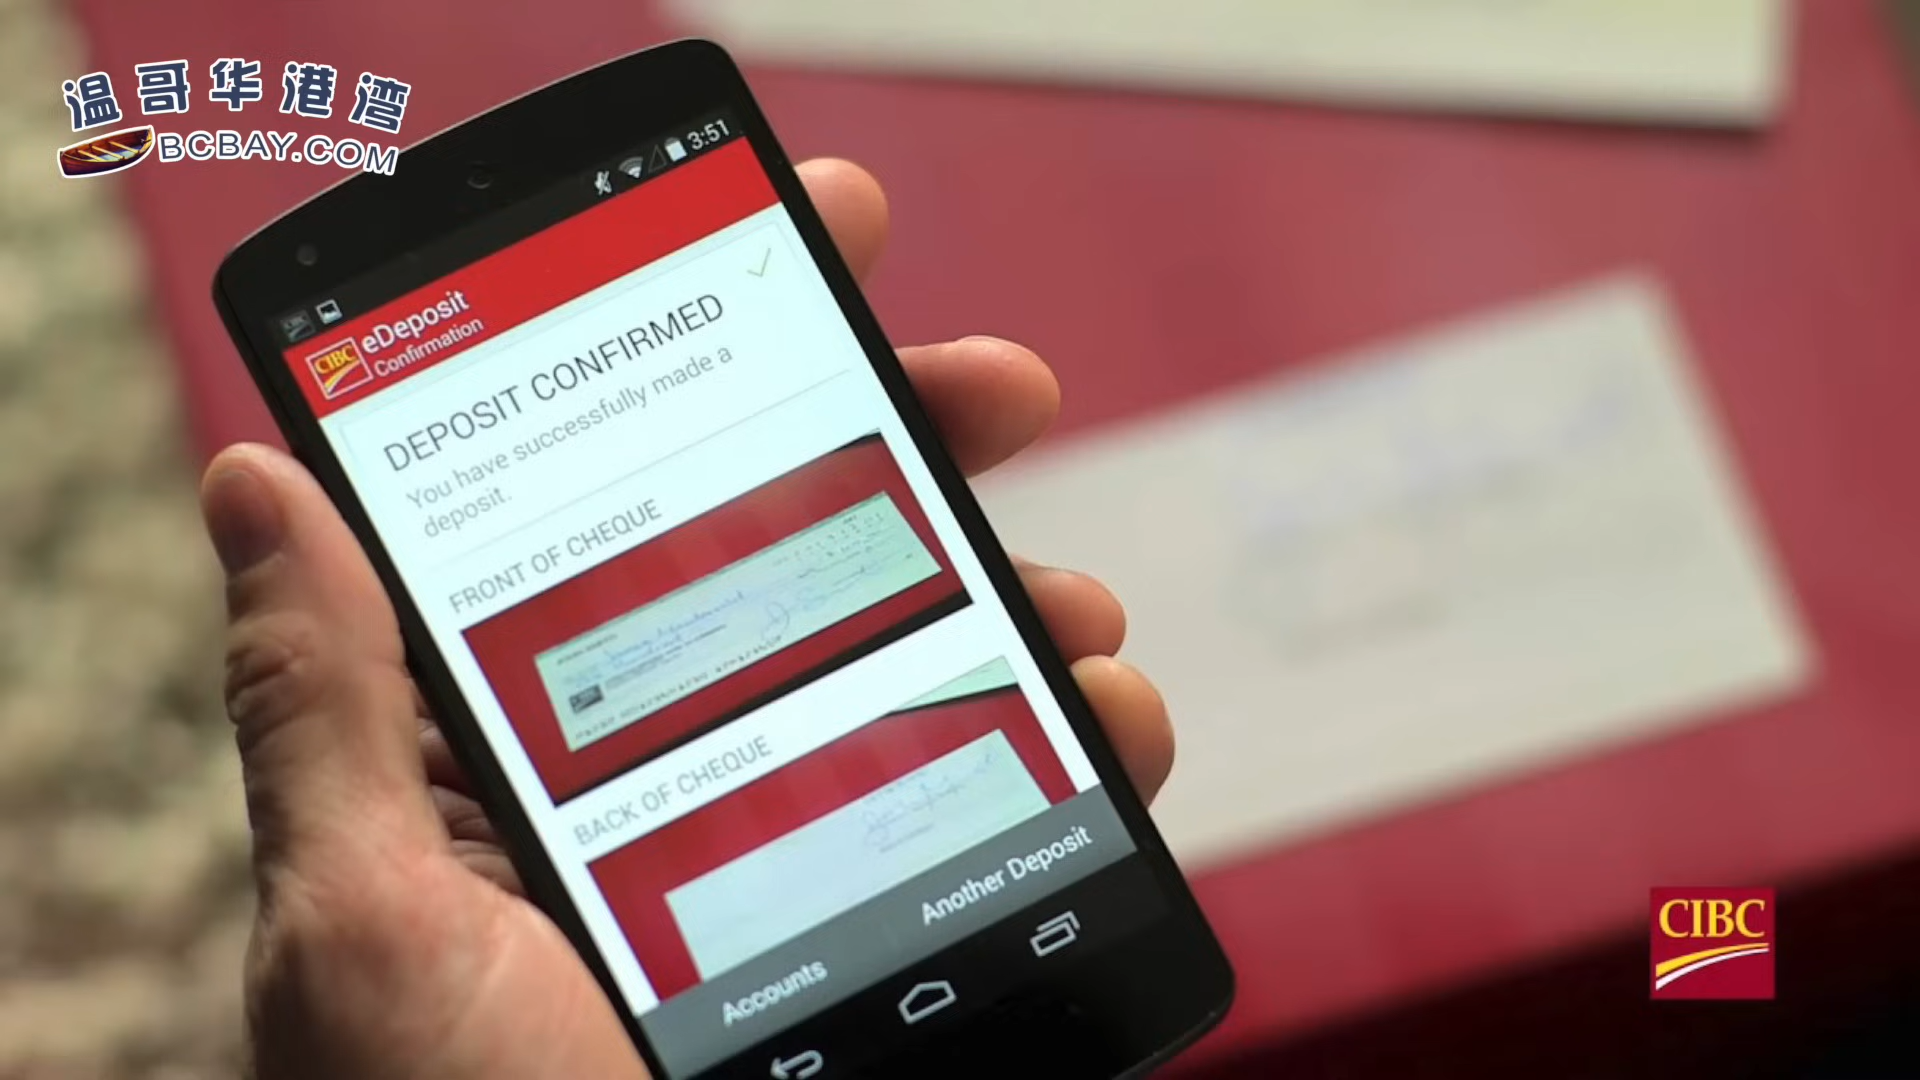 温哥华港湾
BCBAY.COM
3:51
CIBC
eDeposit
Confirmation
DEPOSIT CONFIRMED
You have successfully made a
deposit.
FRONT OF CHEQUE
BACK OF CHEQUE
Accounts
Another Deposit
CIBC